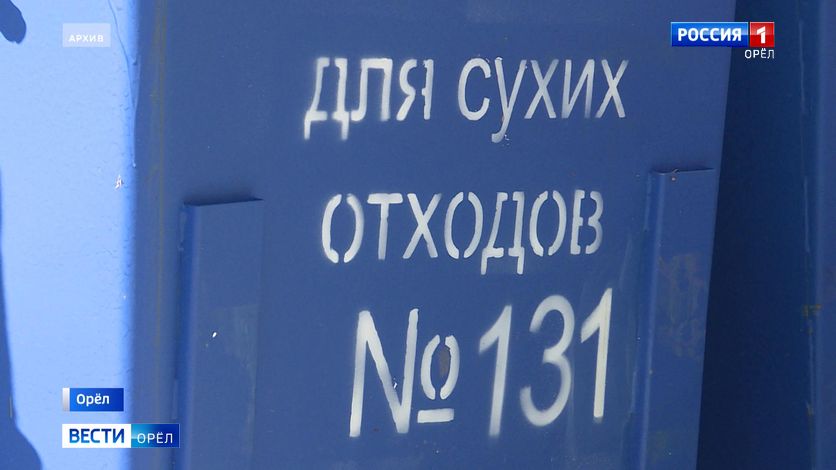 АРХИВ
РОССИЯ 1
ОРЁЛ
ДЛЯ СУХИХ
ОТХОДОВ
№131
Орёл
ВЕСТИ ОРЁЛ